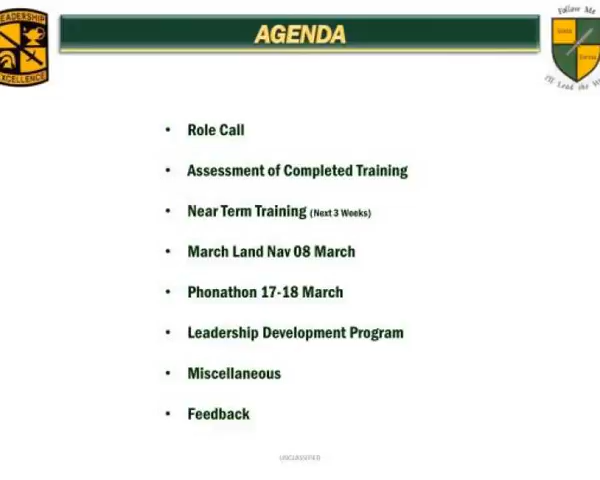 LEADERSHIP
EXCELLENCE
AGENDA
Follow Me
I'll Lead the
• Role Call
• Assessment of Completed Training
• Near Term Training (Next 3 Weeks)
• March Land Nav 08 March
• Phonathon 17-18 March
• Leadership Development Program
• Miscellaneous
• Feedback
UNCLASSIFIED